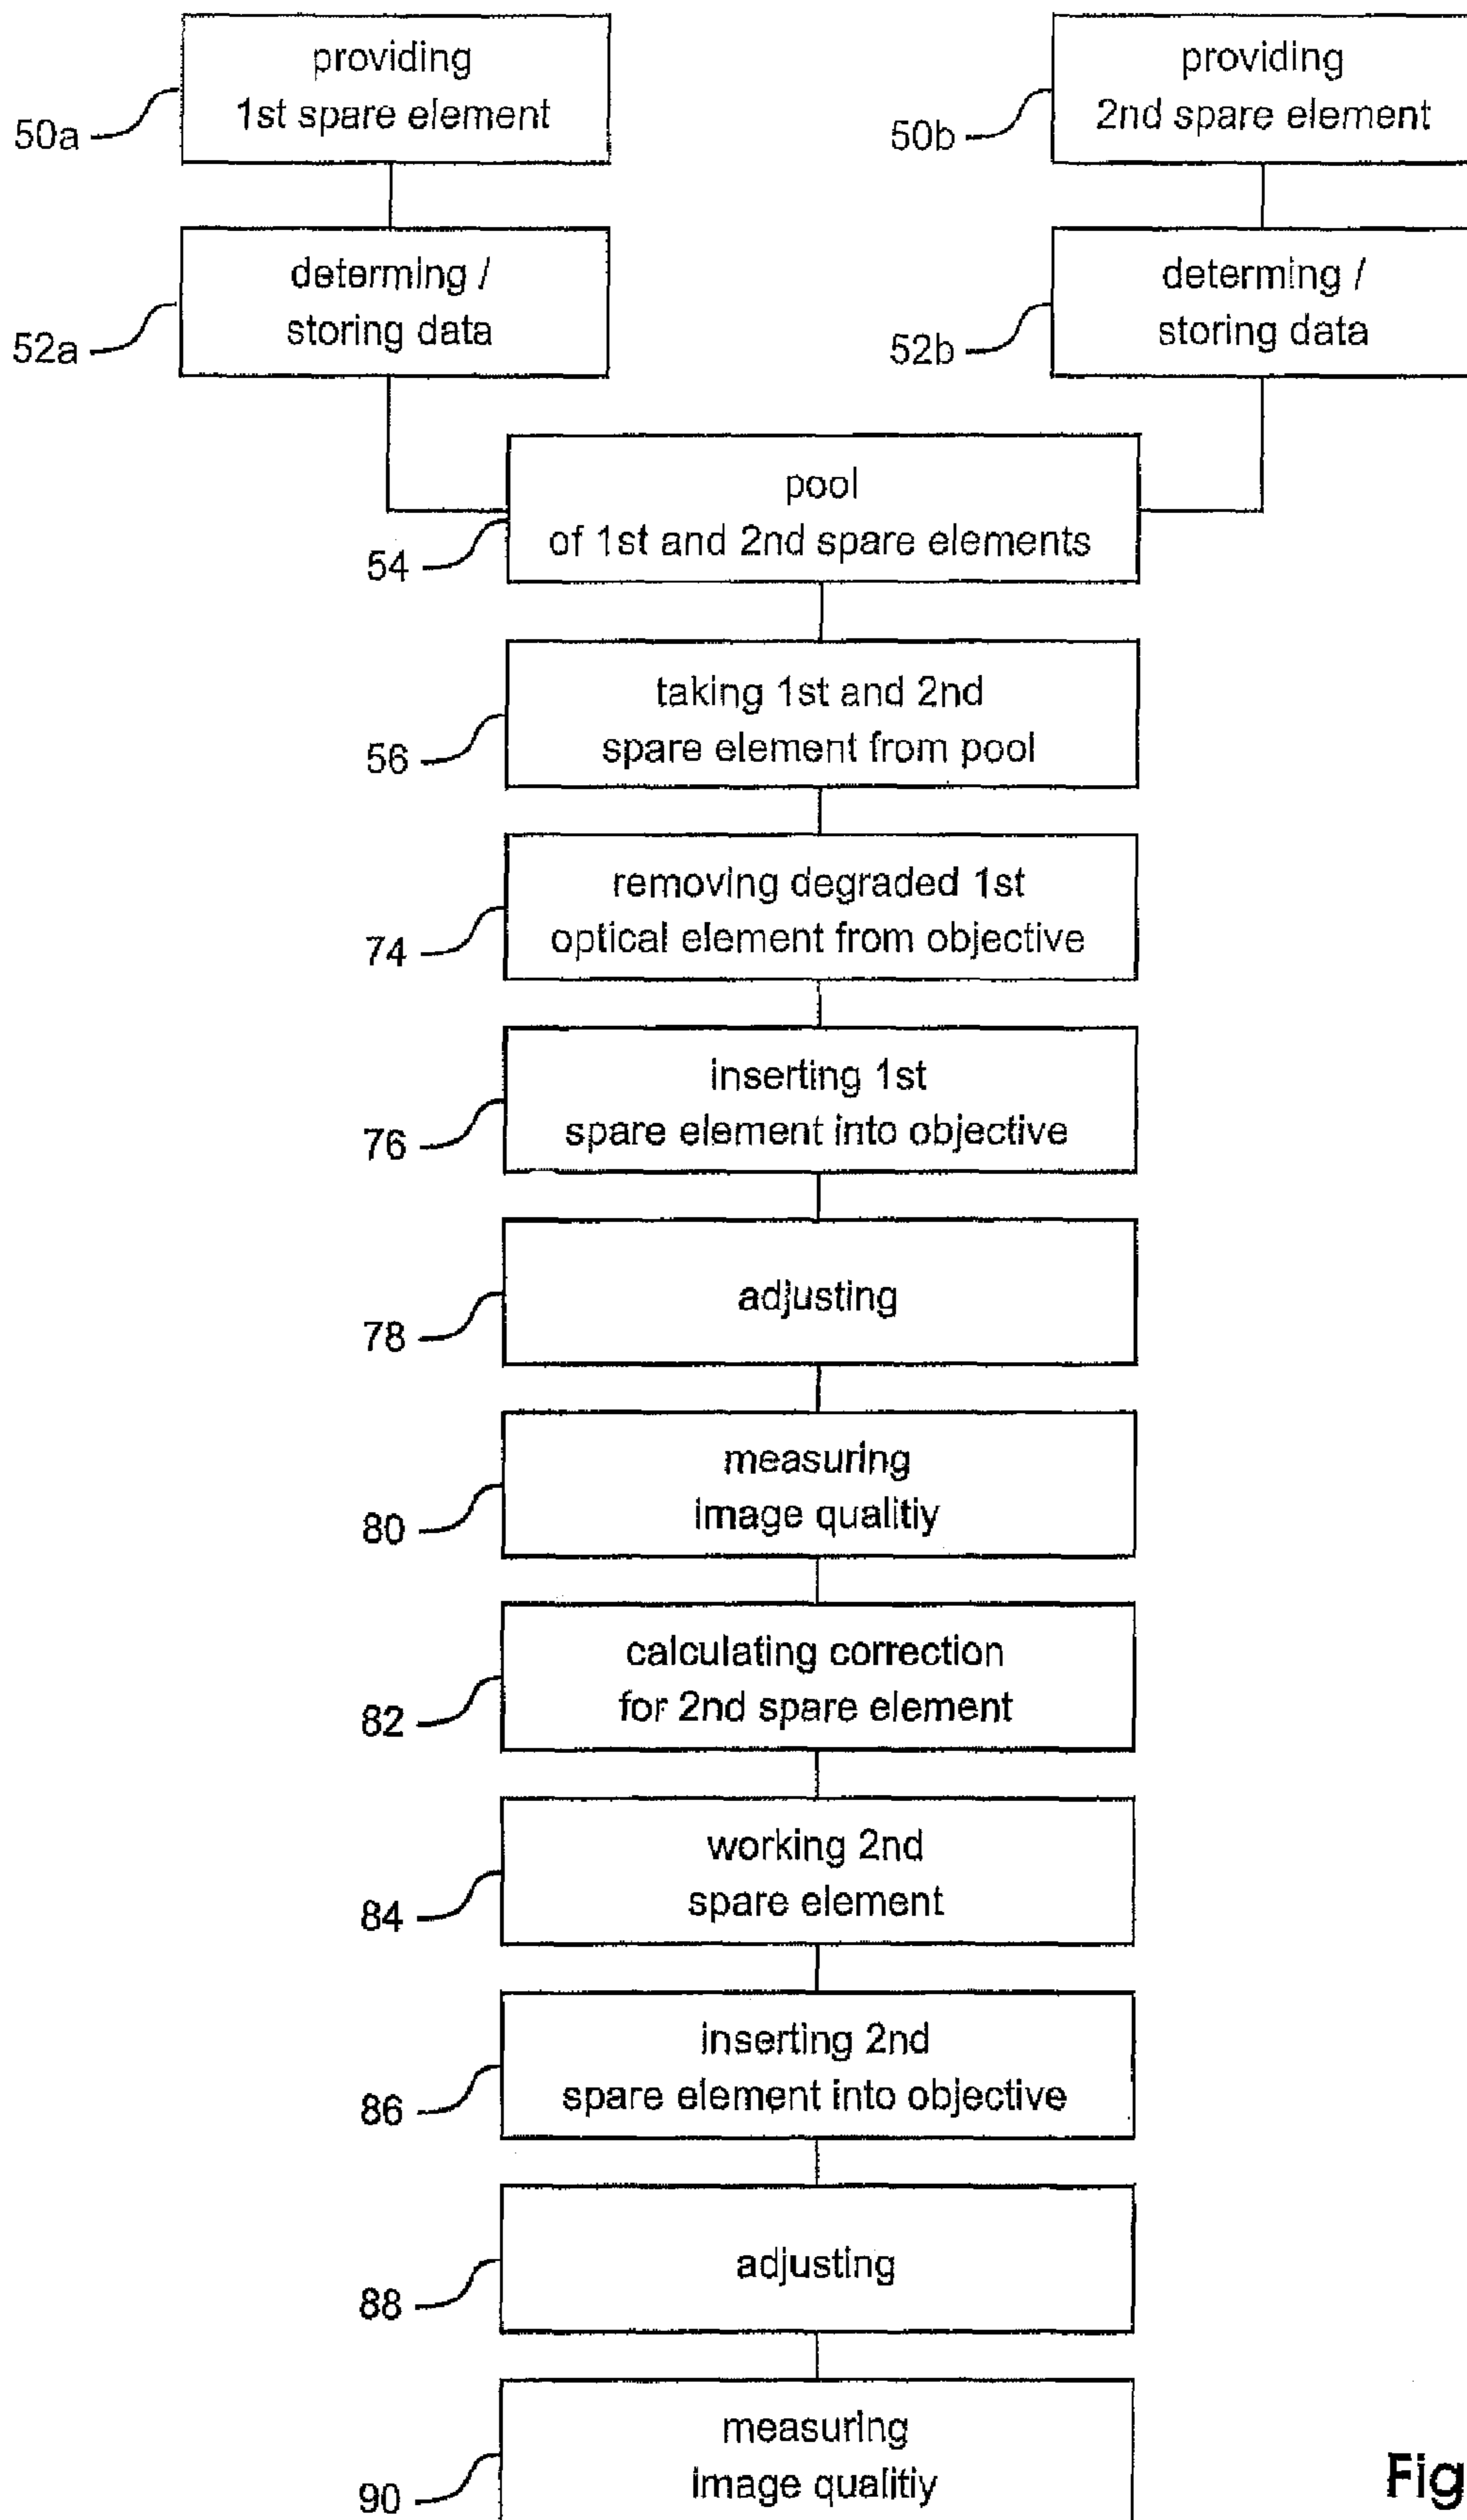 providing
1st spare element
50a
providing
2nd spare element
50b
determing /
storing data
52a
determing /
storing data
52b
pool
of 1st and 2nd spare elements
54
taking 1st and 2nd
spare element from pool
56
removing degraded 1st
optical element from objective
74
inserting 1st
spare element into objective
76
adjusting
78
measuring
image qualitiy
80
calculating correction
for 2nd spare element
82
working 2nd
spare element
84
inserting 2nd
spare element into objective
86
adjusting
88
measuring
image qualitiy
90
Fig